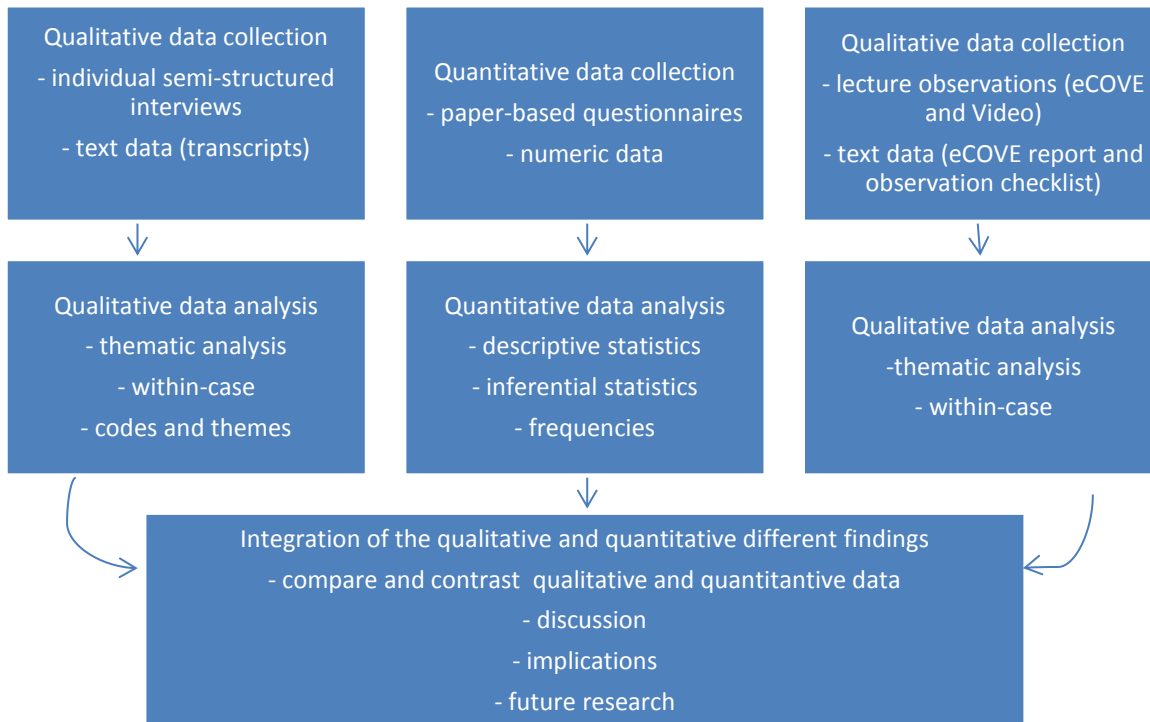 Qualitative data collection
- individual semi-structured
interviews
- text data (transcripts)
Quantitative data collection
- paper-based questionnaires
- numeric data
Qualitative data collection
- lecture observations (eCOVE
and Video)
- text data (eCOVE report and
observation checklist)
Qualitative data analysis
- thematic analysis
- within-case
- codes and themes
Quantitative data analysis
- descriptive statistics
- inferential statistics
- frequencies
Qualitative data analysis
-thematic analysis
- within-case
Integration of the qualitative and quantitative different findings
- compare and contrast  qualitative and quantitantive data
- discussion
- implications
- future research